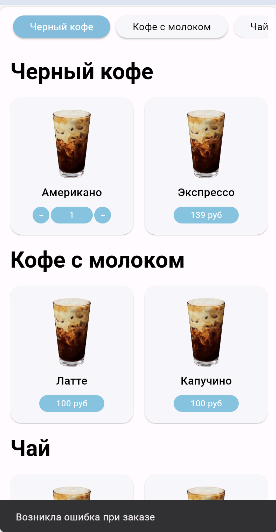 Черный кофе
Кофе с молоком
Чай
Черный кофе
Американо
Экспрессо
- 1 -
139 руб
Кофе с молоком
Латте
Капучино
100 руб
100 руб
Чай
Возникла ошибка при заказе